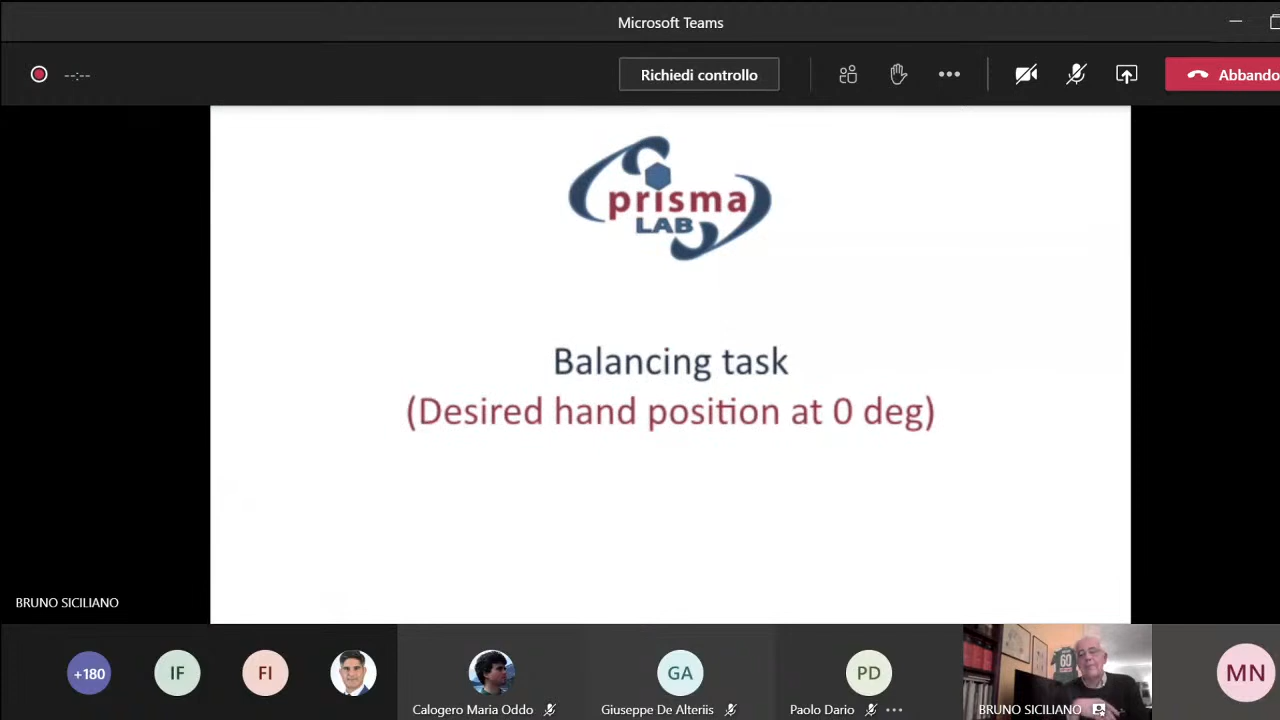 Microsoft Teams
--:--
Richiedi controllo
Abbando
prisma
LAB
Balancing task
(Desired hand position at 0 deg)
BRUNO SICILIANO
+180
IF
FI
GA
PD
60
MN
Calogero Maria Oddo
Giuseppe De Alteriis
Paolo Dario
BRUNO SICILIANO